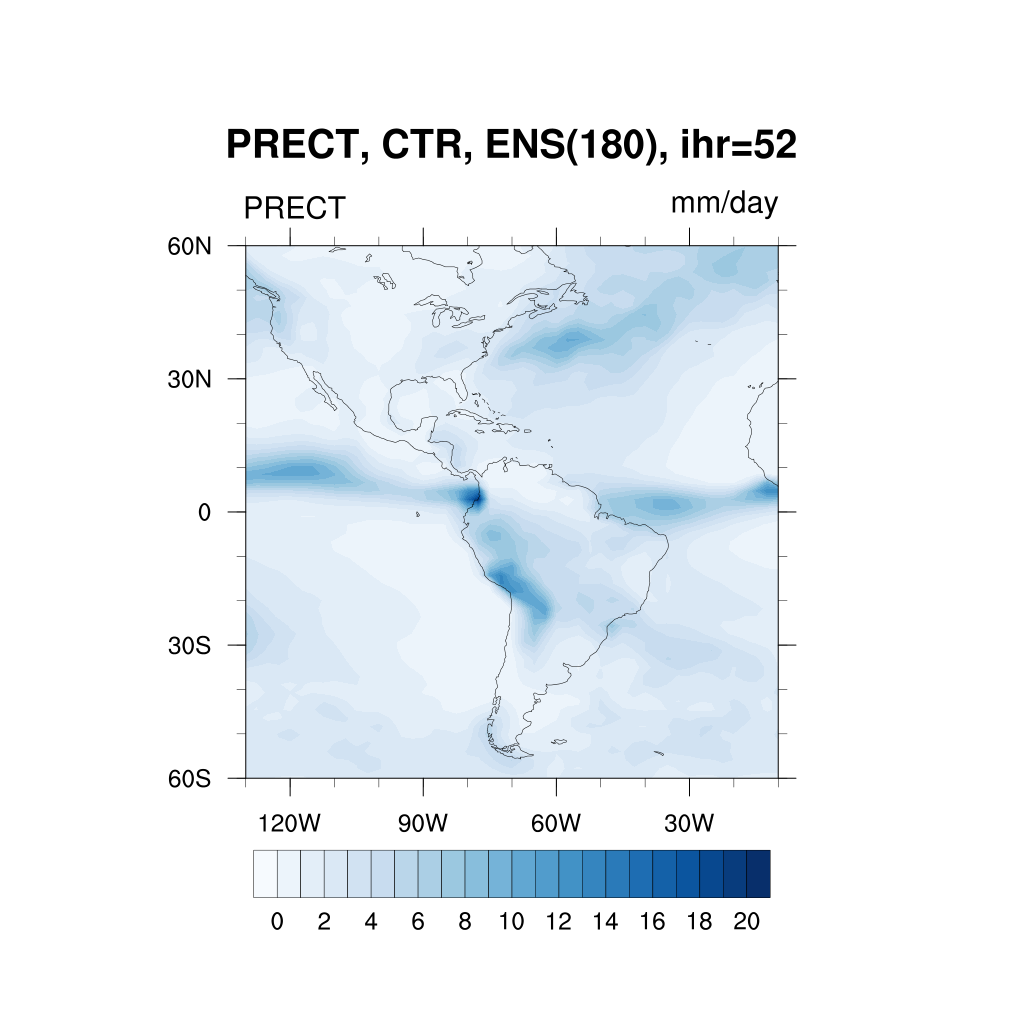 PRECT, CTR, ENS(180), ihr=52
PRECT mm/day
60N
30N
0
30S
60S
120W 90W 60W 30W
0 2 4 6 8 10 12 14 16 18 20